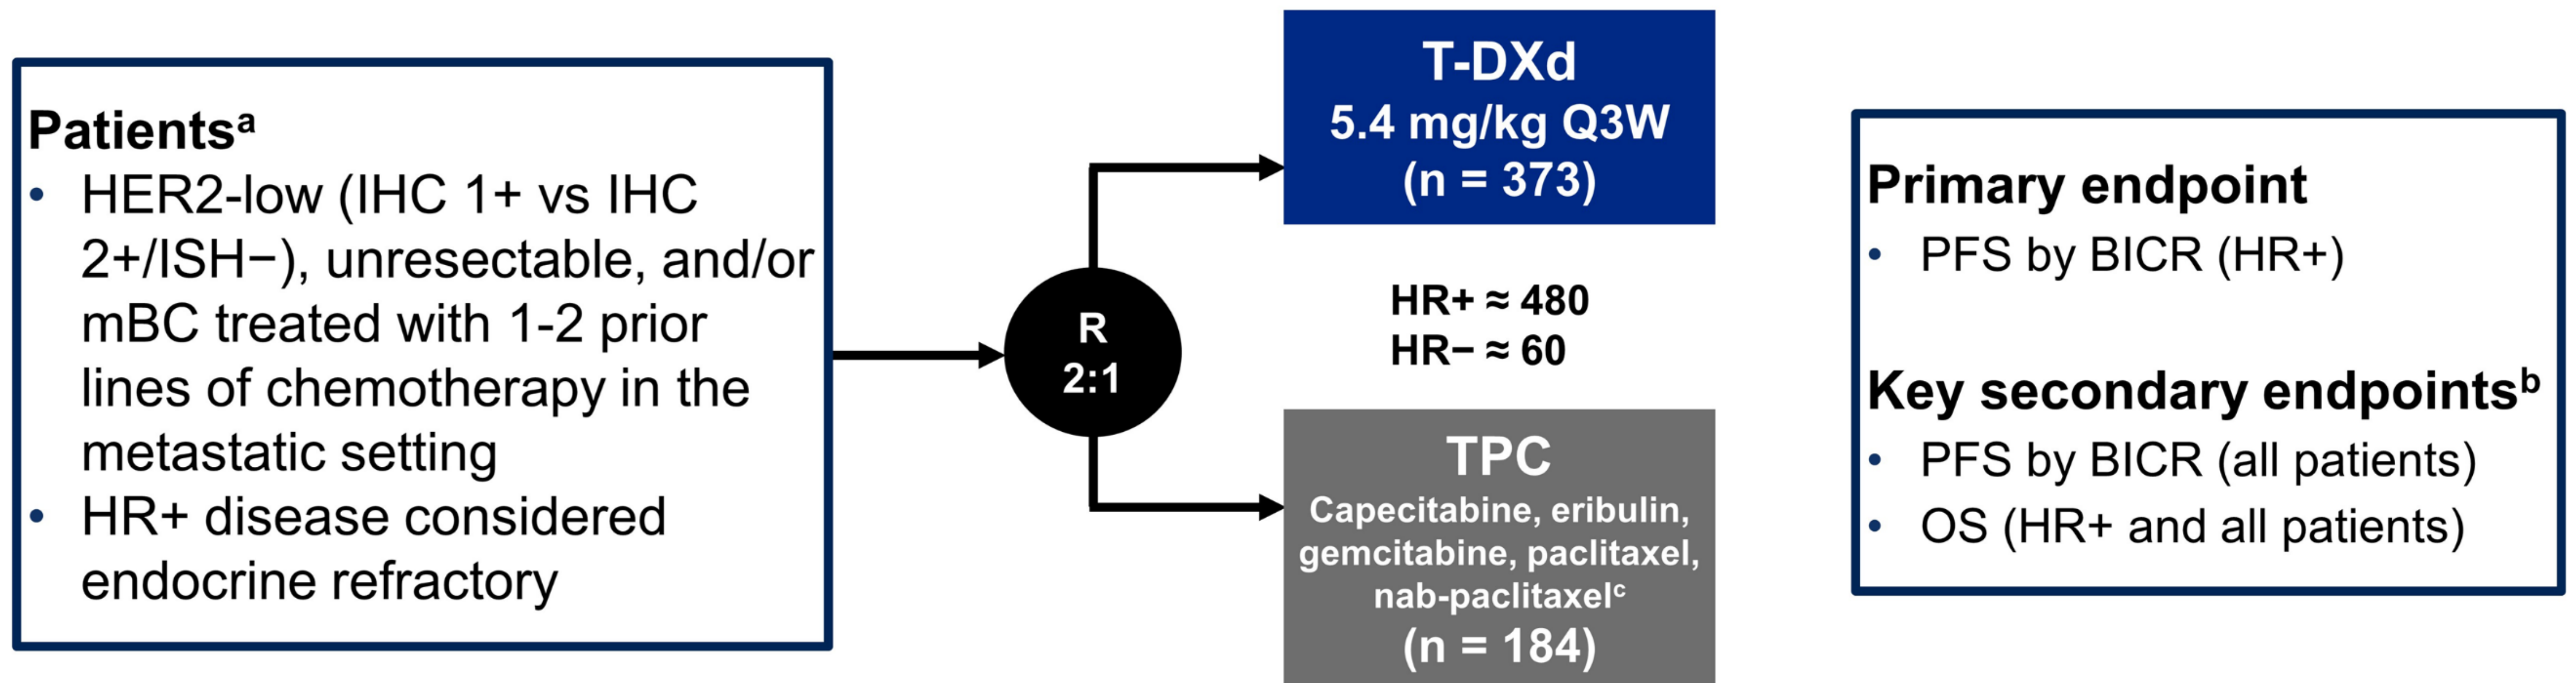 Patientsᵃ
• HER2-low (IHC 1+ vs IHC
2+/ISH−), unresectable, and/or
mBC treated with 1-2 prior
lines of chemotherapy in the
metastatic setting
• HR+ disease considered
endocrine refractory
R
2:1
T-DXd
5.4 mg/kg Q3W
(n = 373)
HR+ ≈ 480
HR− ≈ 60
TPC
Capecitabine, eribulin,
gemcitabine, paclitaxel,
nab-paclitaxelᶜ
(n = 184)
Primary endpoint
• PFS by BICR (HR+)
Key secondary endpointsᵇ
• PFS by BICR (all patients)
• OS (HR+ and all patients)